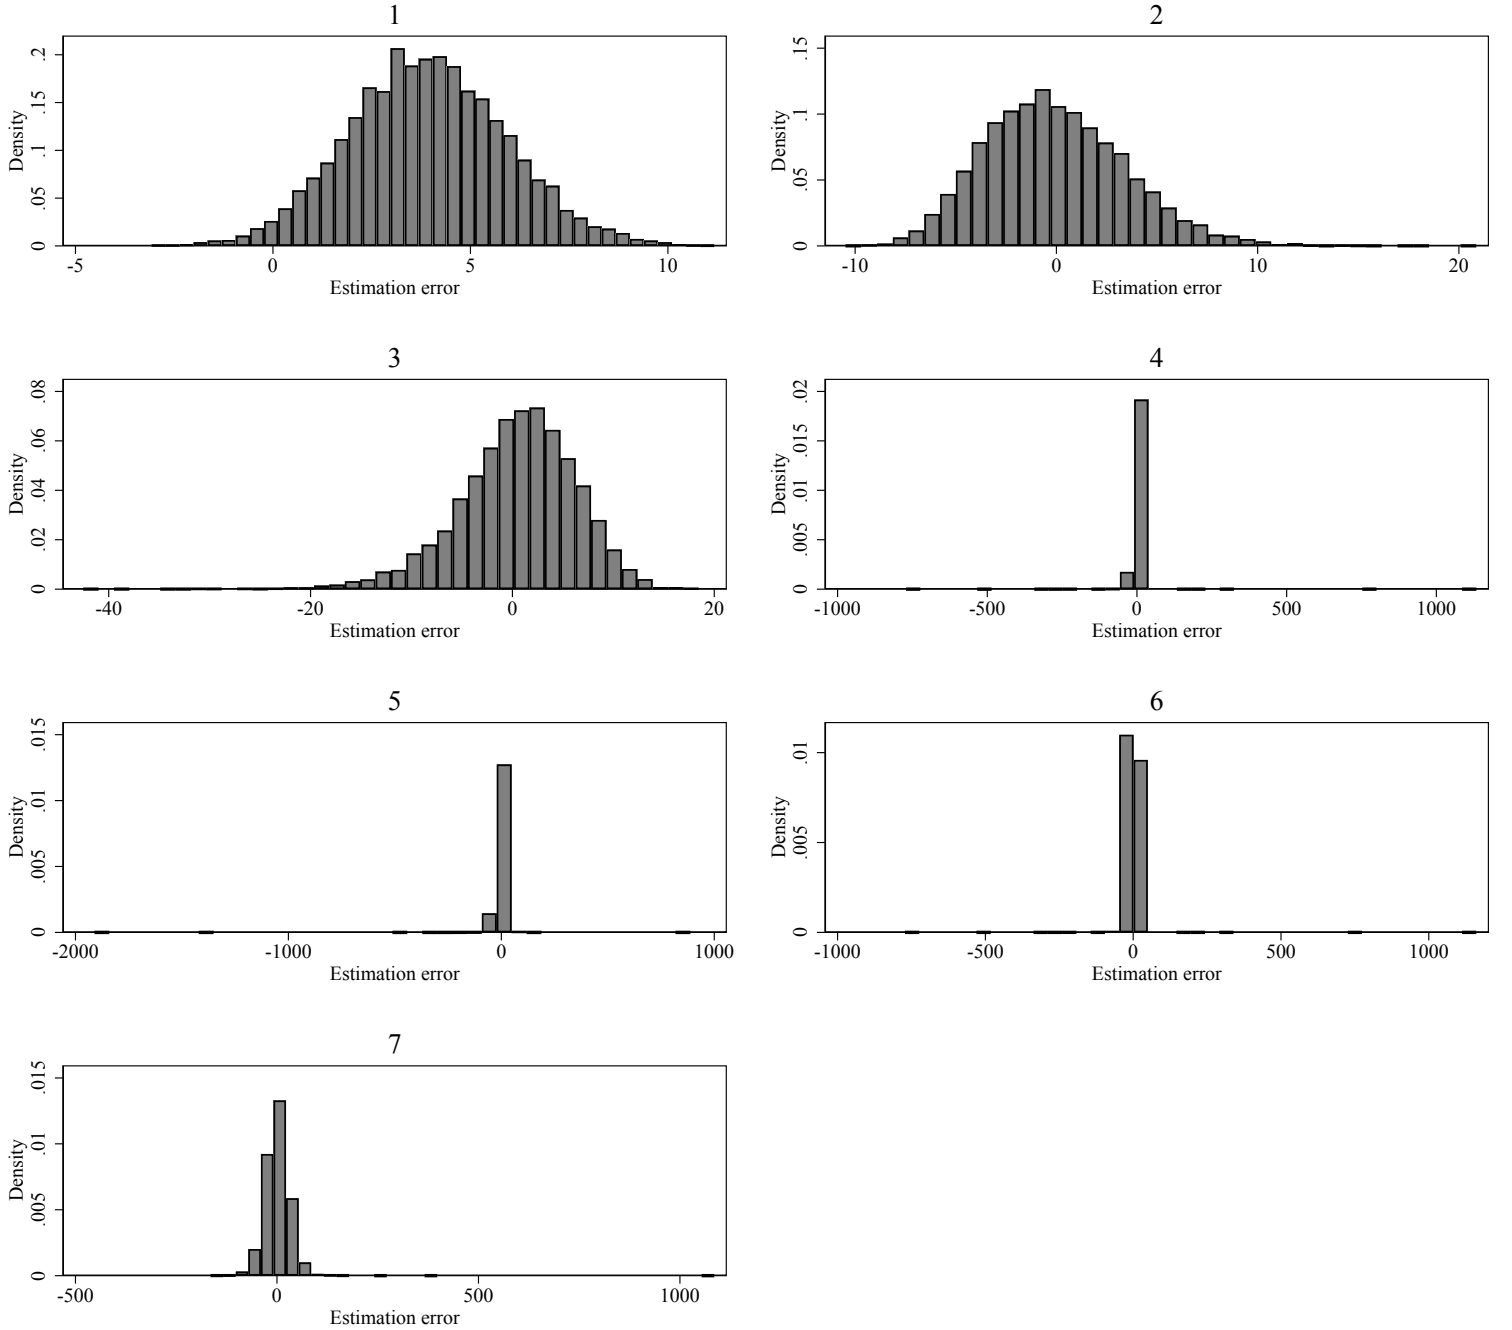 1
Density
0 .05 .1 .15 .2
-5 0 5 10
Estimation error
2
Density
0 .05 .1 .15
-10 0 10 20
Estimation error
3
Density
0 .02 .04 .06 .08
-40 -20 0 20
Estimation error
4
Density
0 .005 .01 .015 .02
-1000 -500 0 500 1000
Estimation error
5
Density
0 .005 .01 .015
-2000 -1000 0 1000
Estimation error
6
Density
0 .005 .01
-1000 -500 0 500 1000
Estimation error
7
Density
0 .005 .01 .015
-500 0 500 1000
Estimation error